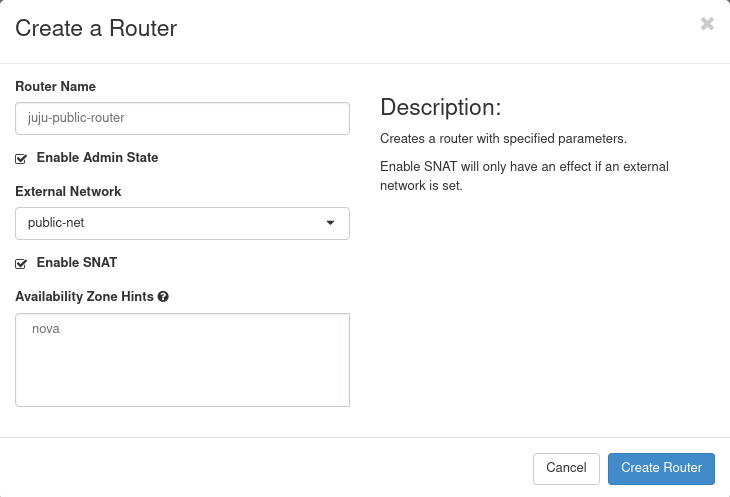 Create a Router
Router Name
juju-public-router
Enable Admin State
External Network
public-net
Enable SNAT
Availability Zone Hints
nova
Description:
Creates a router with specified parameters.
Enable SNAT will only have an effect if an external
network is set.
Cancel
Create Router